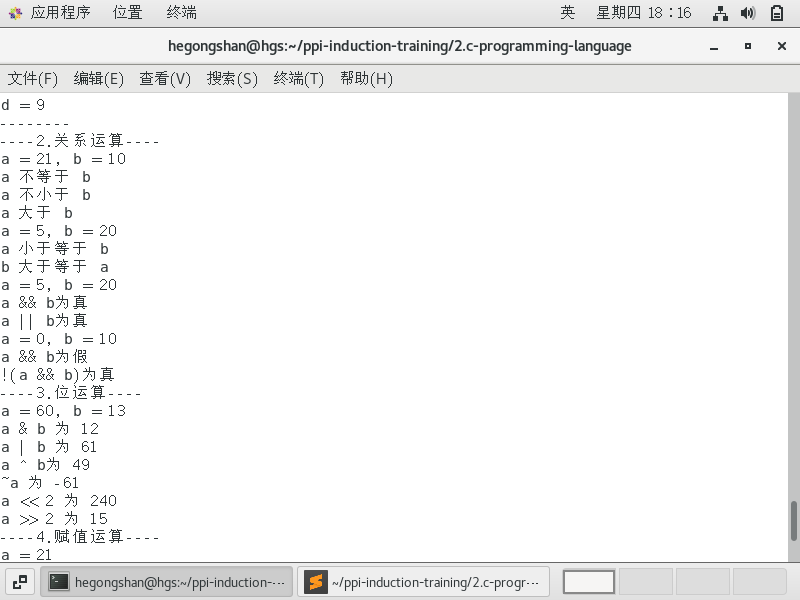 应用程序 位置 终端 英 星期四 18：16
hegongshan@hgs:~/ppi-induction-training/2.c-programming-language
文件(F) 编辑(E) 查看(V) 搜索(S) 终端(T) 帮助(H)
d = 9
--------
----2.关系运算----
a = 21, b = 10
a 不等于 b
a 不小于 b
a 大于 b
a = 5, b = 20
a 小于等于 b
b 大于等于 a
a = 5, b = 20
a && b为真
a || b为真
a = 0, b = 10
a && b为假
!(a && b)为真
----3.位运算----
a = 60, b = 13
a & b 为 12
a | b 为 61
a ^ b为 49
~a 为 -61
a << 2 为 240
a >> 2 为 15
----4.赋值运算----
a = 21
hegongshan@hgs:~/ppi-induction-··· ~/ppi-induction-training/2.c-progr···